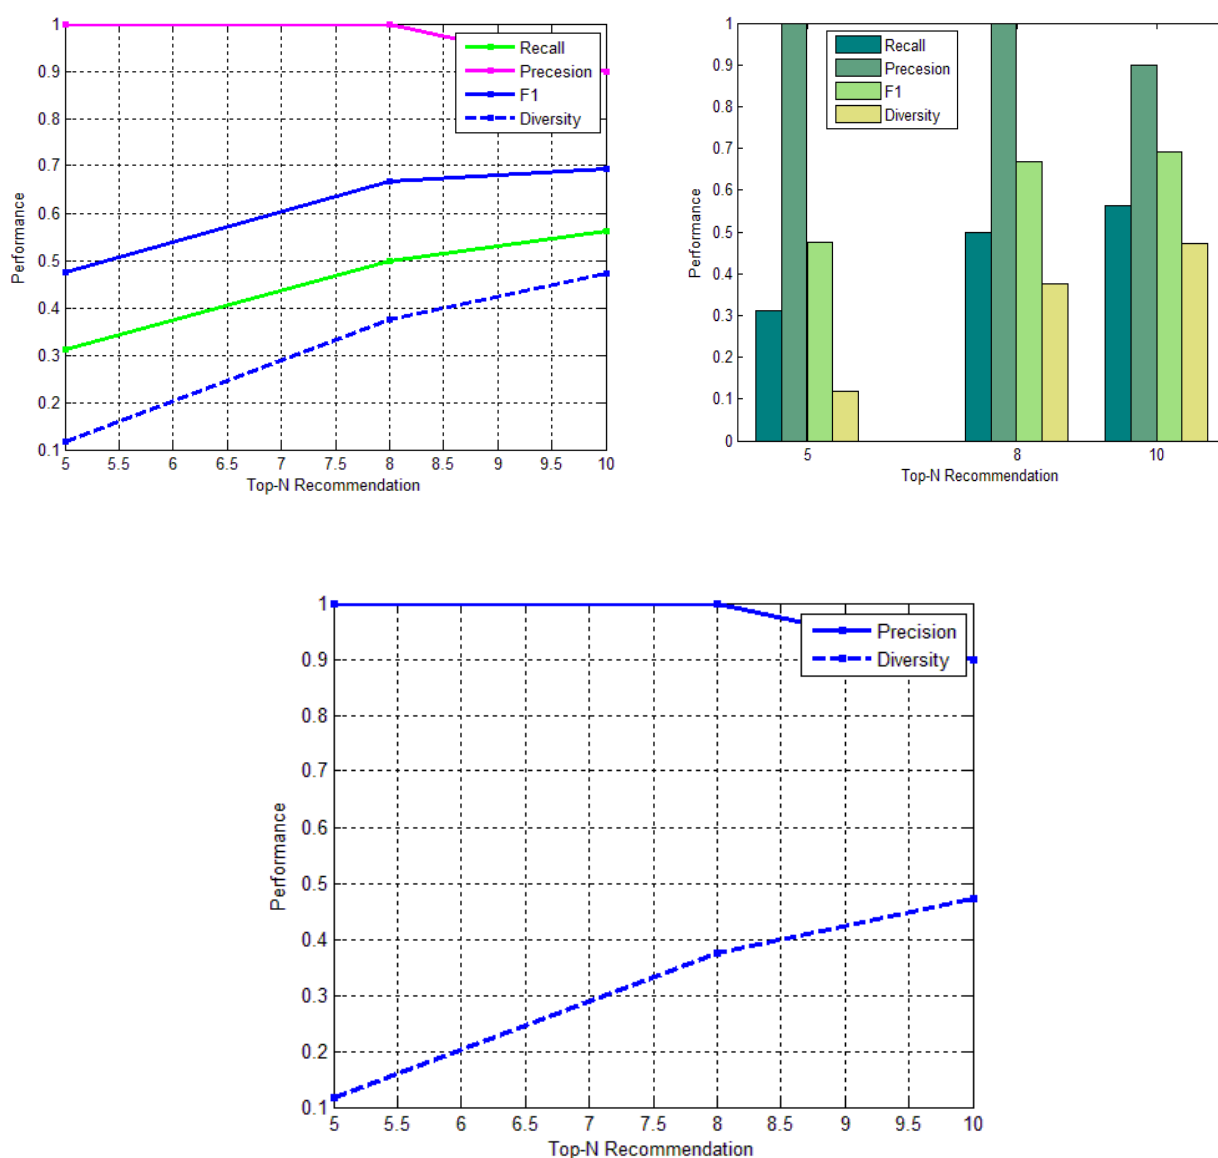 1
0.9
0.8
0.7
0.6
0.5
0.4
0.3
0.2
0.1
Performance
Recall
Precesion
F1
Diversity
5 5.5 6 6.5 7 7.5 8 8.5 9 9.5 10
Top-N Recommendation
1
0.9
0.8
0.7
0.6
0.5
0.4
0.3
0.2
0.1
0
Performance
Recall
Precesion
F1
Diversity
5 8 10
Top-N Recommendation
1
0.9
0.8
0.7
0.6
0.5
0.4
0.3
0.2
0.1
Performance
Precision
Diversity
5 5.5 6 6.5 7 7.5 8 8.5 9 9.5 10
Top-N Recommendation